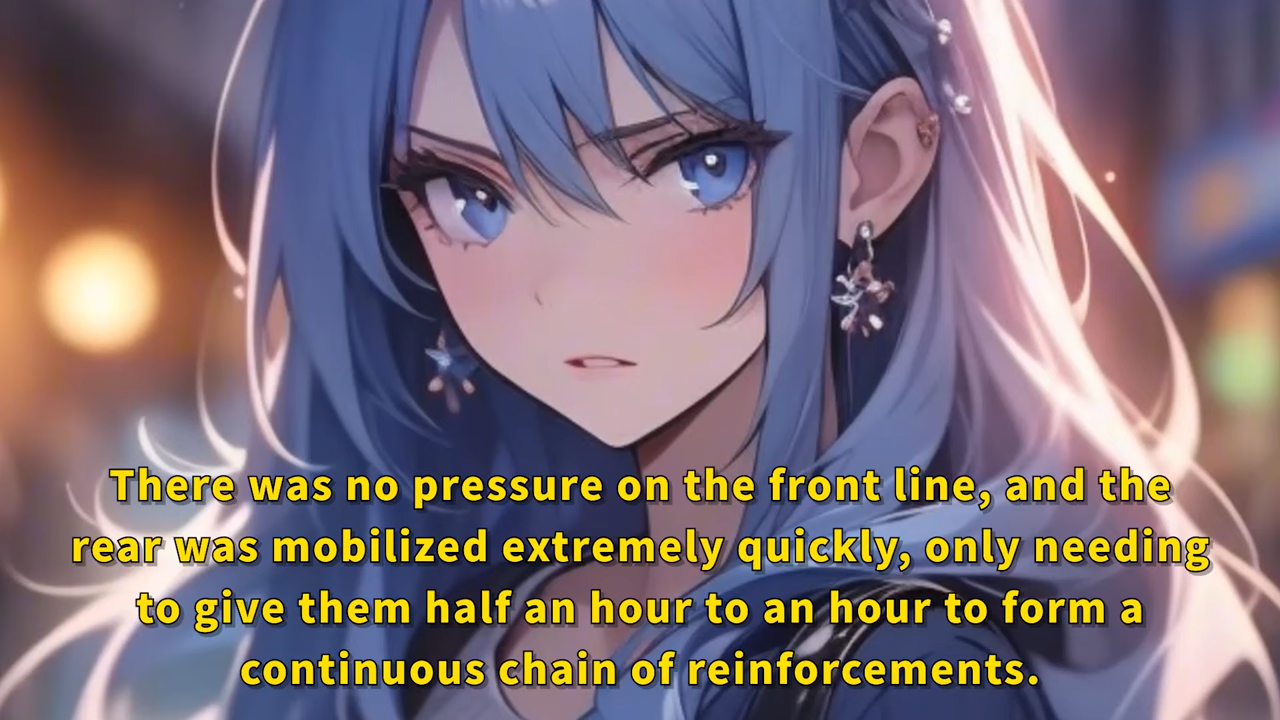 There was no pressure on the front line, and the
rear was mobilized extremely quickly, only needing
to give them half an hour to an hour to form a
continuous chain of reinforcements.